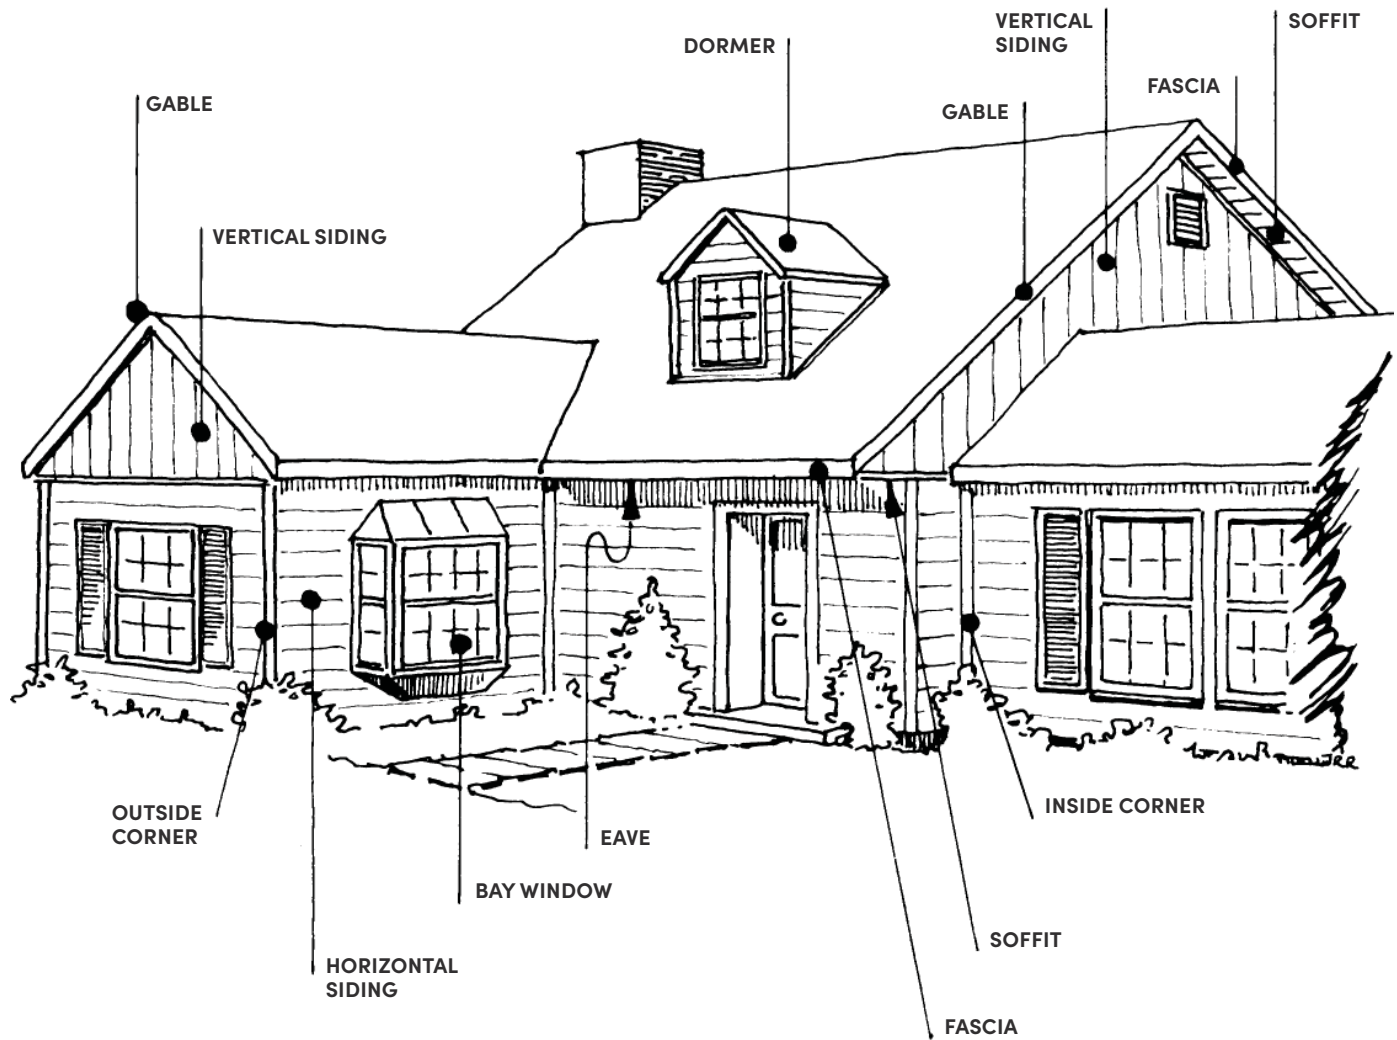 VERTICAL
SIDING
SOFFIT
DORMER
FASCIA
GABLE
GABLE
VERTICAL SIDING
OUTSIDE
CORNER
INSIDE CORNER
EAVE
BAY WINDOW
SOFFIT
HORIZONTAL
SIDING
FASCIA